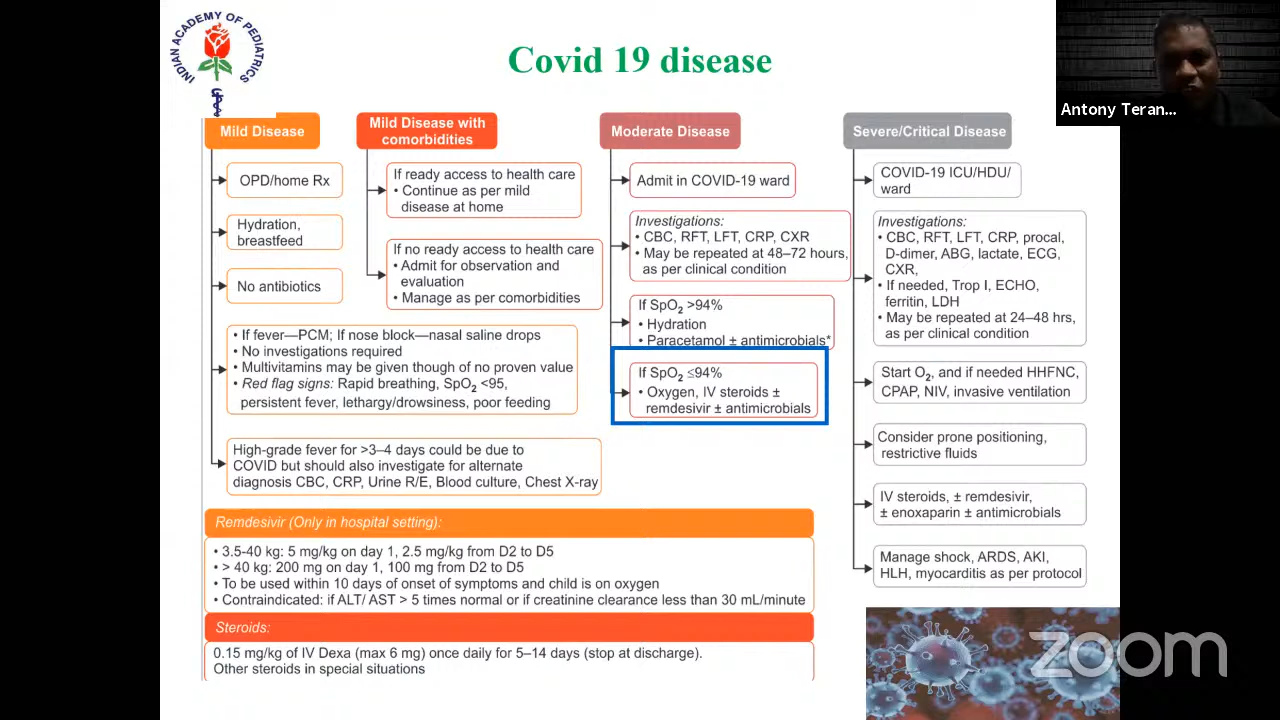 INDIAN ACADEMY OF PEDIATRICS
Covid 19 disease
Antony Teran...
Mild Disease
OPD/home Rx
Hydration,
breastfeed
No antibiotics
• If fever—PCM; If nose block—nasal saline drops
• No investigations required
• Multivitamins may be given though of no proven value
• Red flag signs: Rapid breathing, SpO₂ <95,
persistent fever, lethargy/drowsiness, poor feeding
High-grade fever for >3–4 days could be due to
COVID but should also investigate for alternate
diagnosis CBC, CRP, Urine R/E, Blood culture, Chest X-ray
Mild Disease with
comorbidities
If ready access to health care
• Continue as per mild
disease at home
If no ready access to health care
• Admit for observation and
evaluation
• Manage as per comorbidities
Moderate Disease
Admit in COVID-19 ward
Investigations:
• CBC, RFT, LFT, CRP, CXR
• May be repeated at 48–72 hours,
as per clinical condition
If SpO₂ >94%
• Hydration
• Paracetamol ± antimicrobials*
If SpO₂ ≤94%
• Oxygen, IV steroids ±
remdesivir ± antimicrobials
Severe/Critical Disease
COVID-19 ICU/HDU/
ward
Investigations:
• CBC, RFT, LFT, CRP, procal,
D-dimer, ABG, lactate, ECG,
CXR,
• If needed, Trop I, ECHO,
ferritin, LDH
• May be repeated at 24–48 hrs,
as per clinical condition
Start O₂, and if needed HHFNC,
CPAP, NIV, invasive ventilation
Consider prone positioning,
restrictive fluids
IV steroids, ± remdesivir,
± enoxaparin ± antimicrobials
Manage shock, ARDS, AKI,
HLH, myocarditis as per protocol
Remdesivir (Only in hospital setting):
• 3.5-40 kg: 5 mg/kg on day 1, 2.5 mg/kg from D2 to D5
• > 40 kg: 200 mg on day 1, 100 mg from D2 to D5
• To be used within 10 days of onset of symptoms and child is on oxygen
• Contraindicated: if ALT/ AST > 5 times normal or if creatinine clearance less than 30 mL/minute
Steroids:
0.15 mg/kg of IV Dexa (max 6 mg) once daily for 5–14 days (stop at discharge).
Other steroids in special situations
zoom